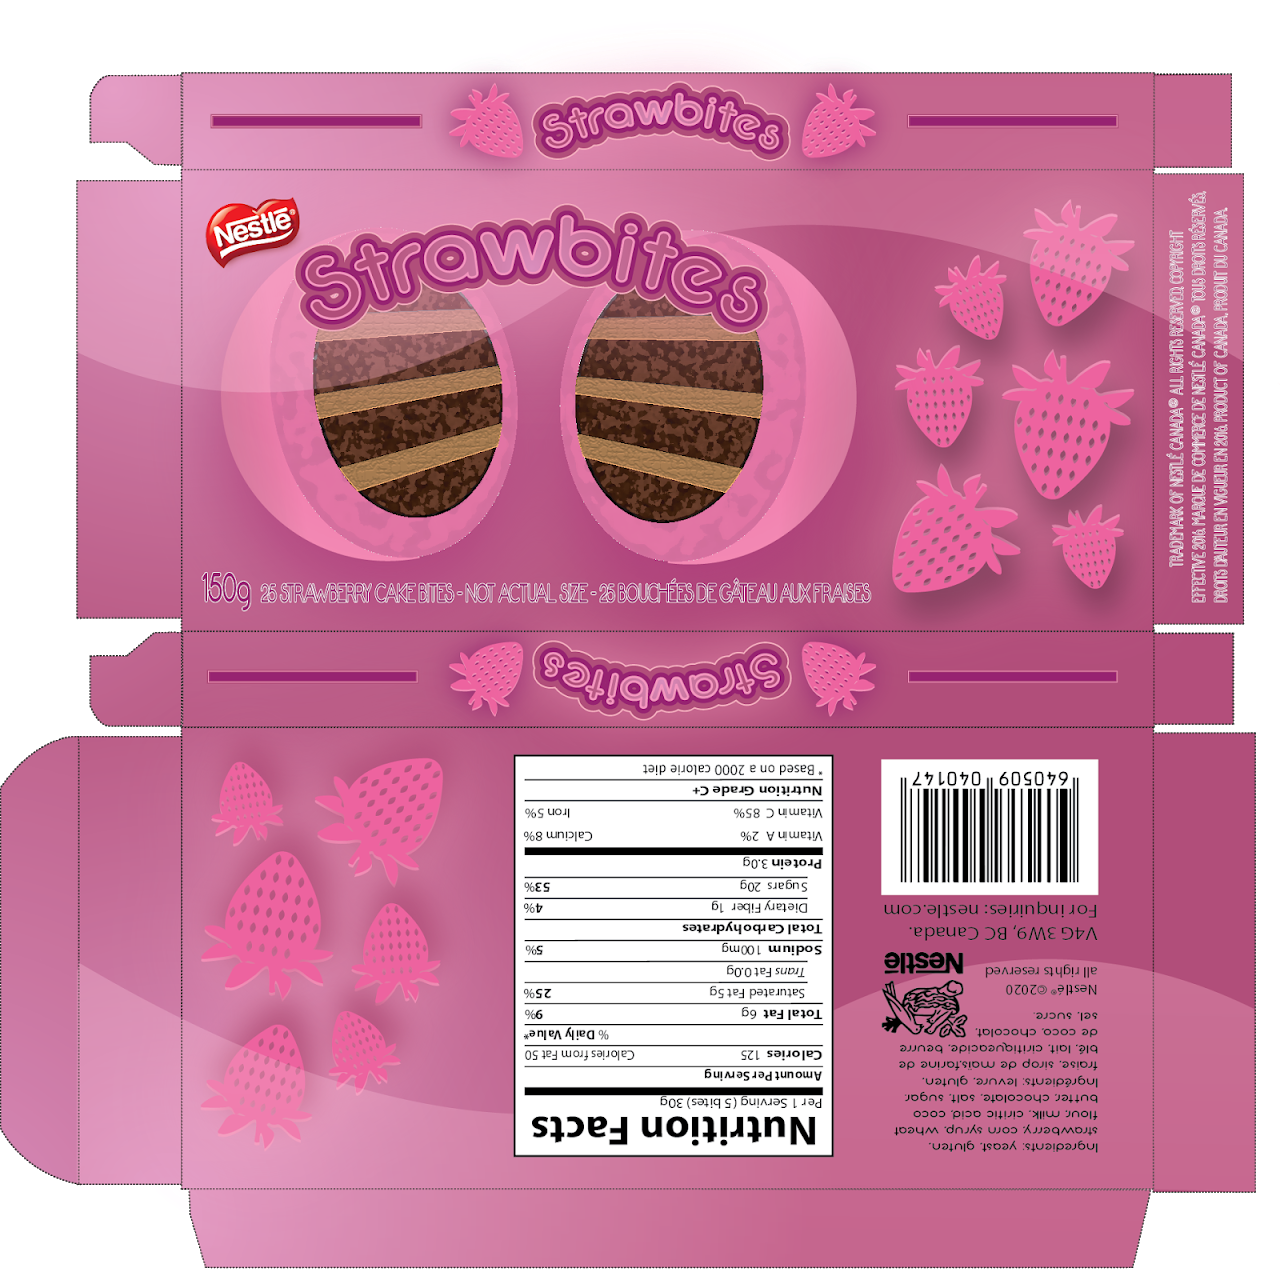 Strawbites
Nestlé®
Strawbites
150g 25 STRAWBERRY CAKE BITES - NOT ACTUAL SIZE - 25 BOUCHÉES DE GÂTEAU AUX FRAISES
TRADEMARK OF NESTLÉ CANADA® ALL RIGHTS RESERVED, COPYRIGHT
EFFECTIVE 2016. MARQUE DE COMMERCE DE NESTLÉ CANADA® TOUS DROITS RÉSERVÉS,
DROITS D'AUTEUR EN VIGUEUR EN 2016. PRODUCT OF CANADA. PRODUIT DU CANADA.
Strawbites
Nutrition Facts
Per 1 Serving (5 bites) 30g
Amount Per Serving
Calories 125 Calories from Fat 50
% Daily Value*
Total Fat 6g 9%
Saturated Fat 5g 25%
Trans Fat 0.0g
Sodium 100mg 5%
Total Carbohydrates
Dietary Fiber 1g 4%
Sugars 20g 53%
Protein 3.0g
Vitamin A 2% Calcium 8%
Vitamin C 85% Iron 5%
Nutrition Grade C+
* Based on a 2000 calorie diet
Ingredients: yeast, gluten,
strawberry, corn syrup, wheat
flour, milk, cirific acid, coco
butter, chocolate, salt, sugar.
Ingrédients: levure, gluten,
fraise, sirop de maïs,farine de
blé, lait, cirifiqueacide, beurre
de coco, chocolat,
sel, sucre.
Nestlé® ©2020
all rights reserved
Nestlé
V4G 3W9, BC Canada.
For inquiries: nestle.com
640509 040147